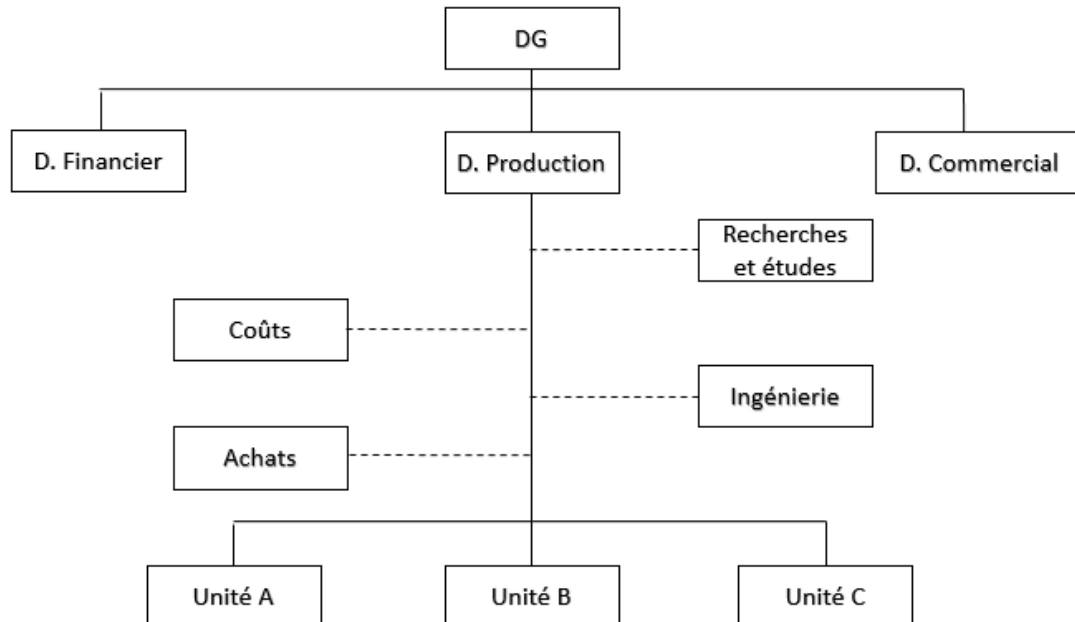 DG
D. Financier
D. Production
D. Commercial
Recherches
et études
Coûts
Ingénierie
Achats
Unité A
Unité B
Unité C